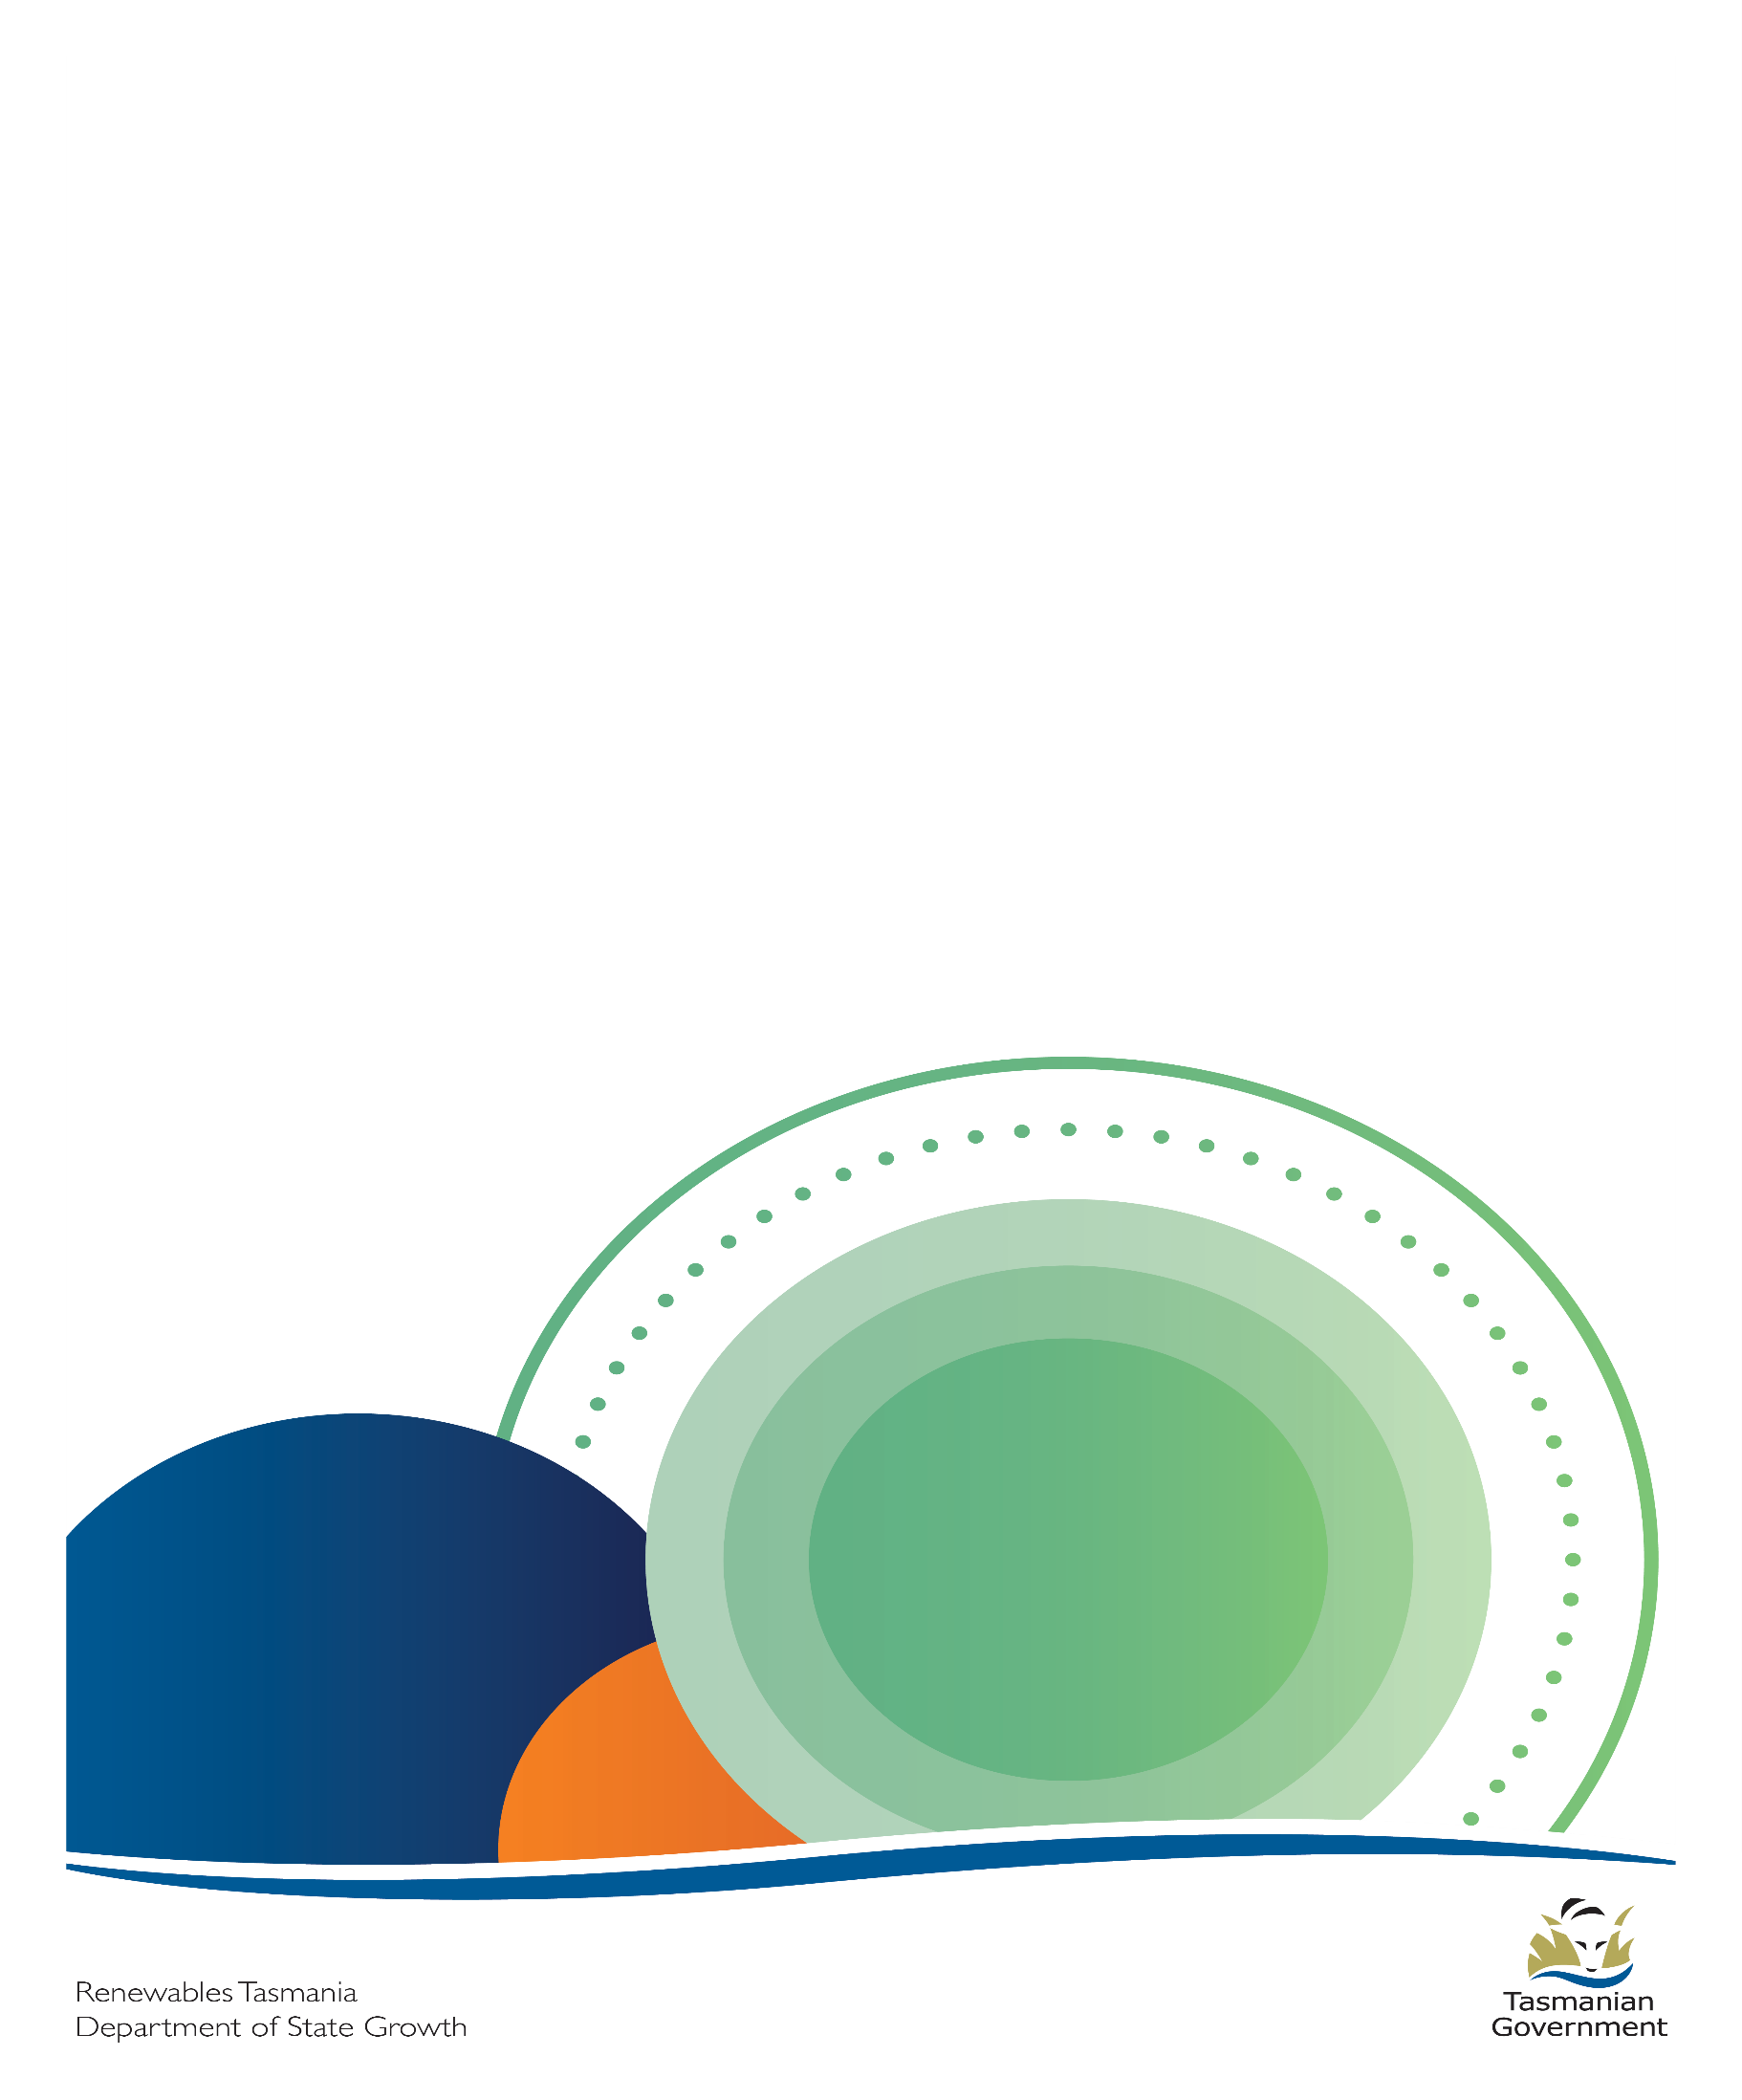 Renewables Tasmania
Department of State Growth
Tasmanian
Government